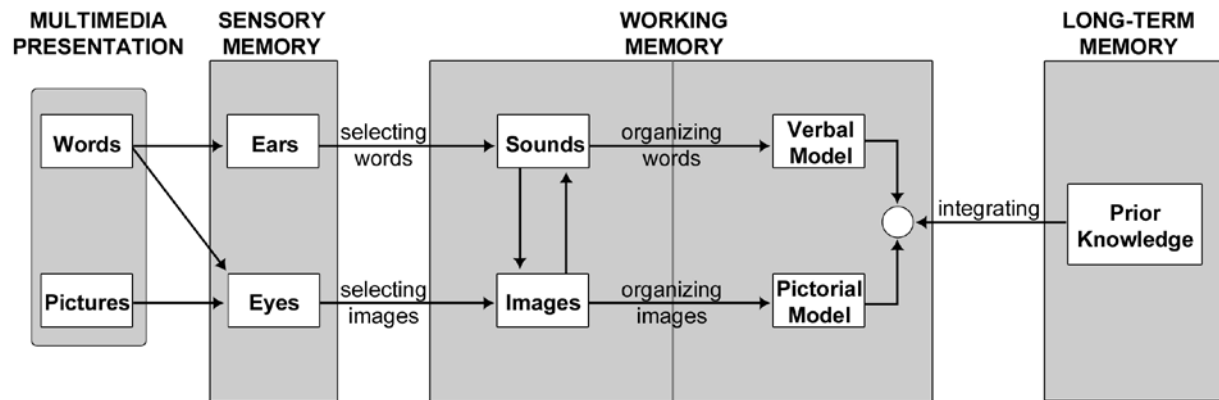 MULTIMEDIA
PRESENTATION
SENSORY
MEMORY
WORKING
MEMORY
LONG-TERM
MEMORY
Words
Ears
selecting
words
Sounds
organizing
words
Verbal
Model
integrating
Prior
Knowledge
Pictures
Eyes
selecting
images
Images
organizing
images
Pictorial
Model